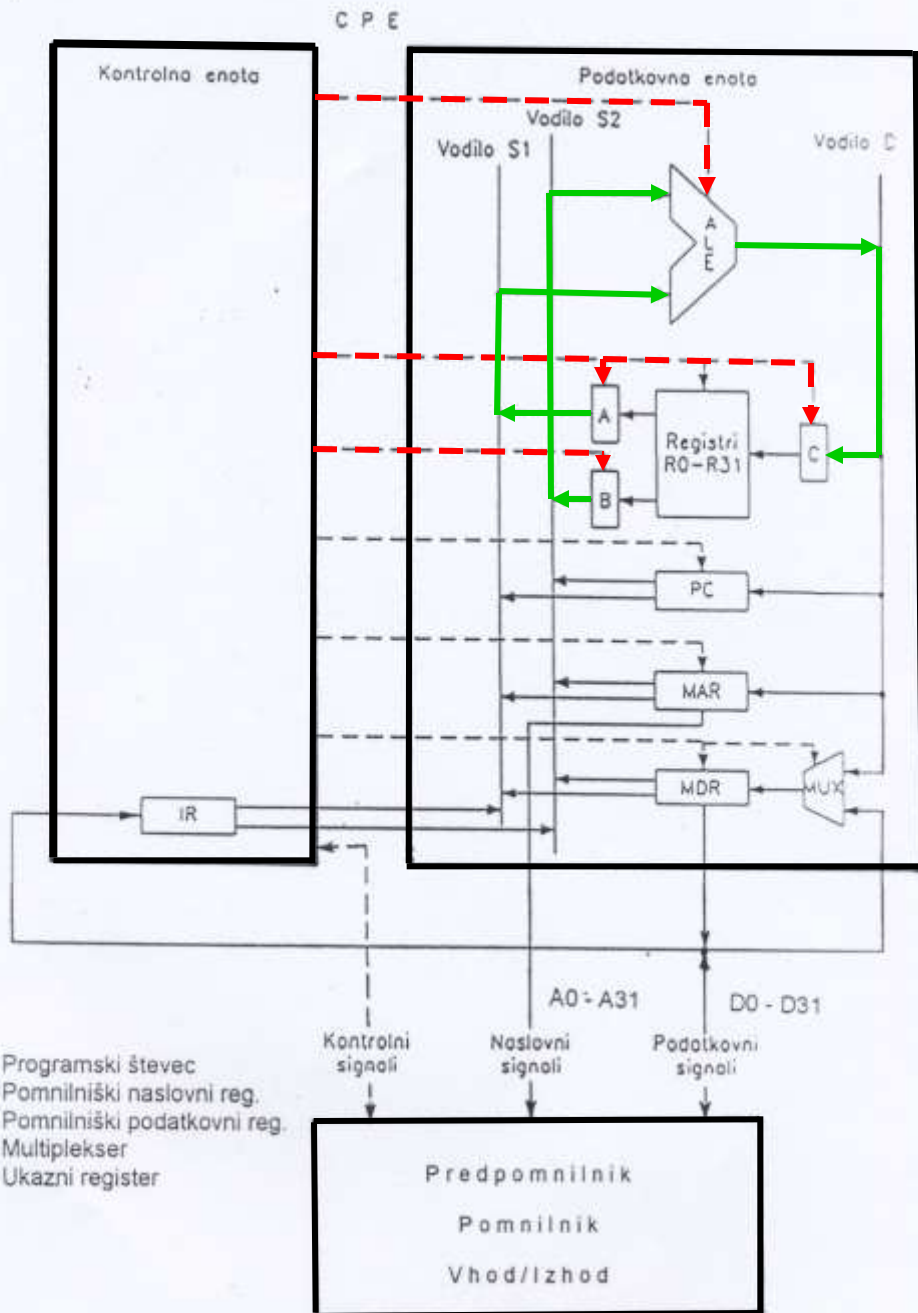 C P E
Kontrolna enota
Podatkovna enota
Vodilo S2
Vodilo S1
Vodilo C
ALE
A
Registri
R0-R31
C
B
PC
MAR
MDR
MUX
IR
A0 - A31
D0 - D31
Kontrolni
signali
Naslovni
signali
Podatkovni
signali
Programski števec
Pomnilniški naslovni reg.
Pomnilniški podatkovni reg.
Multiplekser
Ukazni register
Predpomnilnik
Pomnilnik
Vhod/Izhod